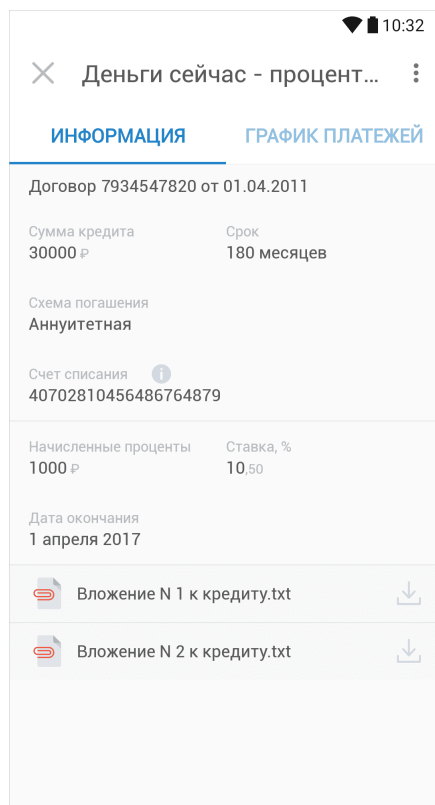 10:32
Деньги сейчас - процент...
ИНФОРМАЦИЯ ГРАФИК ПЛАТЕЖЕЙ
Договор 7934547820 от 01.04.2011
Сумма кредита Срок
30000 ₽ 180 месяцев
Схема погашения
Аннуитетная
Счет списания i
40702810456486764879
Начисленные проценты Ставка, %
1000 ₽ 10,50
Дата окончания
1 апреля 2017
Вложение N 1 к кредиту.txt
Вложение N 2 к кредиту.txt